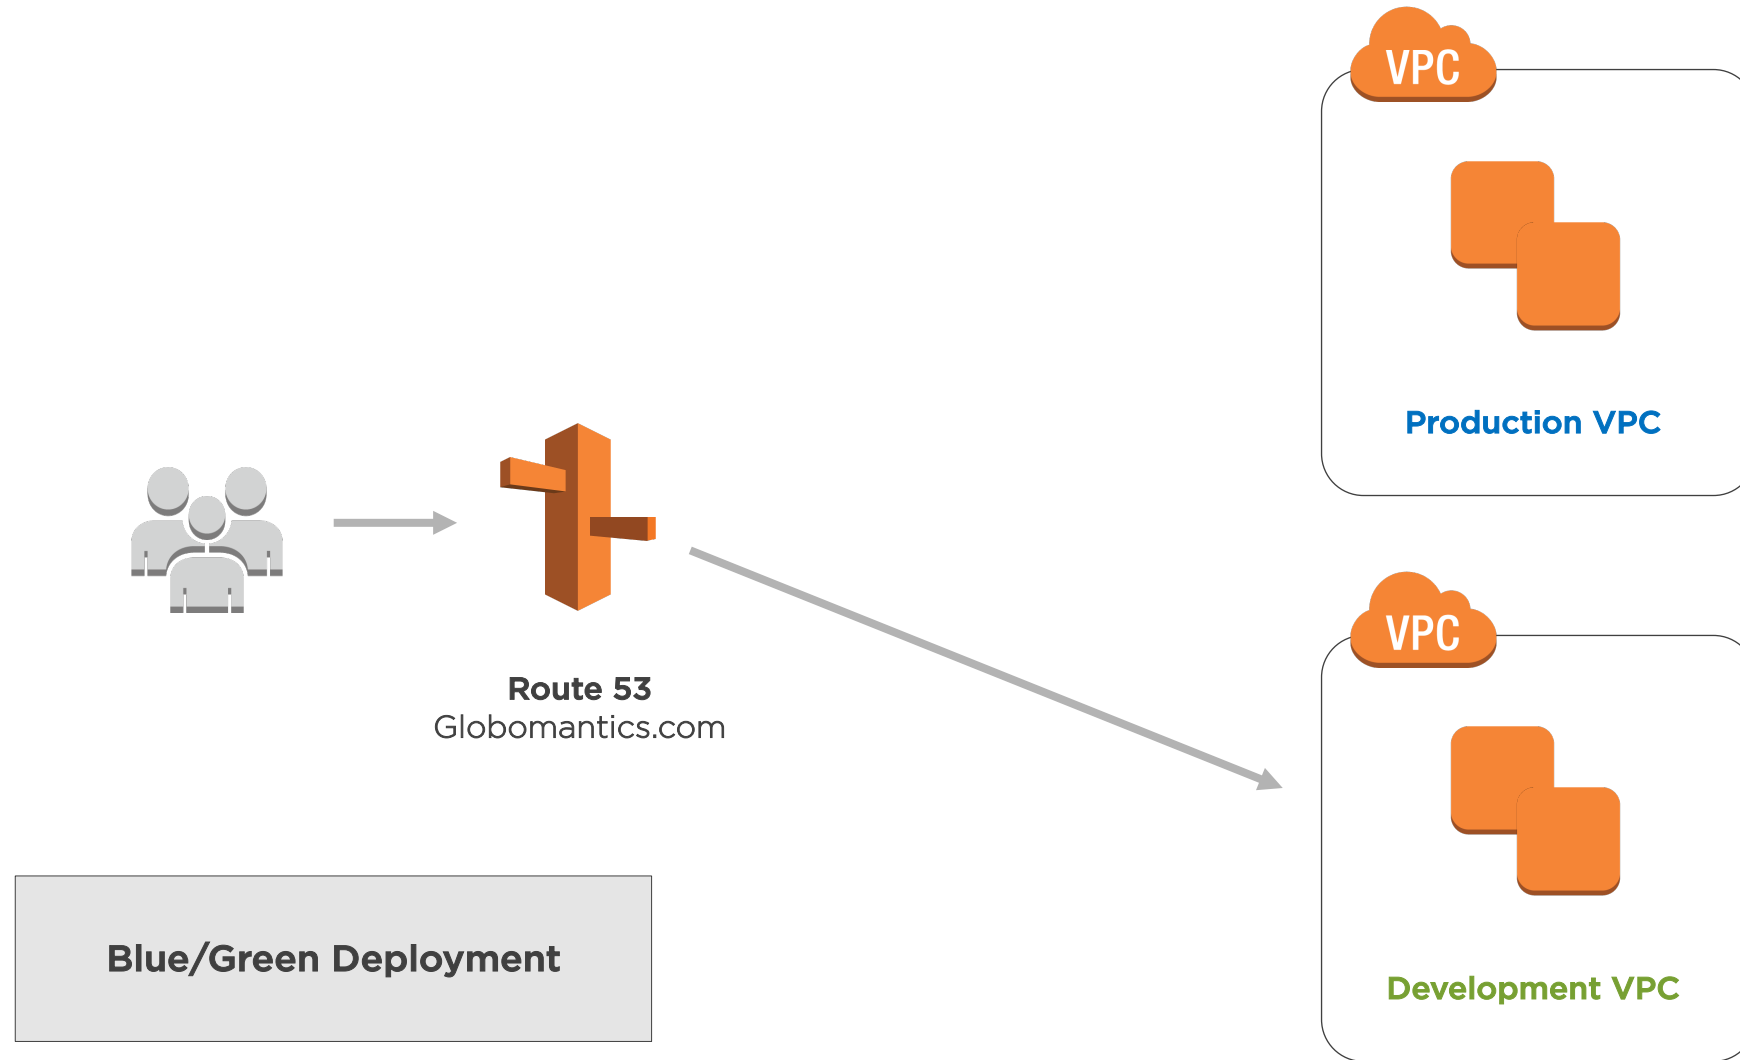 VPC
Production VPC
Route 53
Globomantics.com
VPC
Development VPC
Blue/Green Deployment